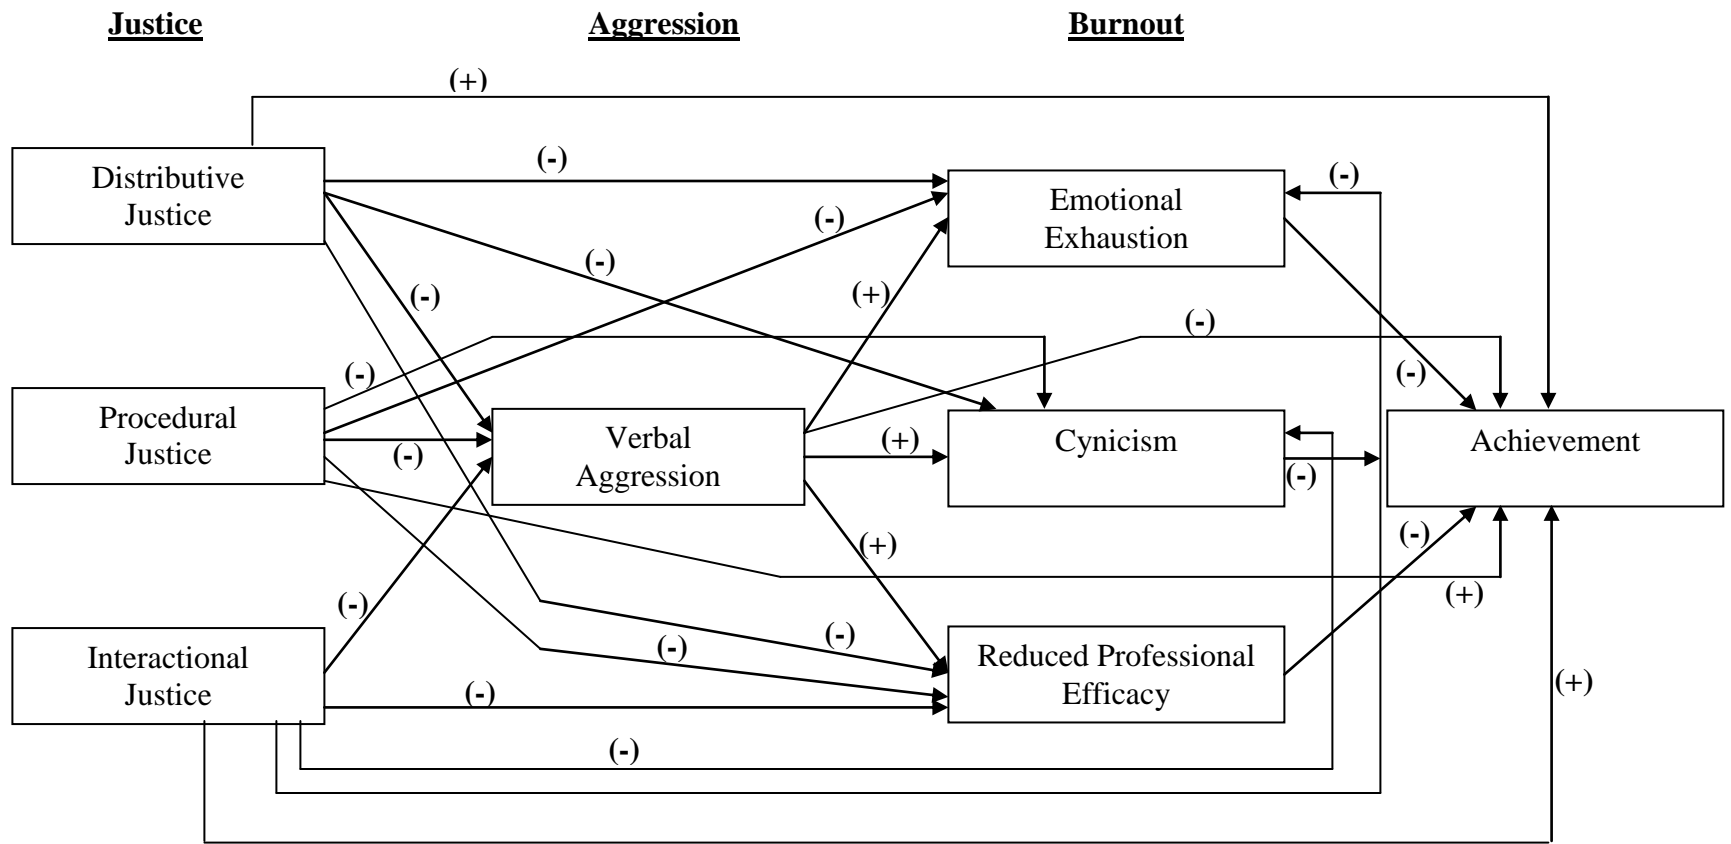 Justice
Aggression
Burnout
(+)
Distributive
Justice
(-)
Emotional
Exhaustion
(-)
(-)
(-)
(-)
(+)
(-)
(-)
(-)
Procedural
Justice
(-)
Verbal
Aggression
(+)
Cynicism
(-)
Achievement
(+)
(-)
(+)
(-)
Interactional
Justice
(-)
(-)
(-)
Reduced Professional
Efficacy
(+)
(-)